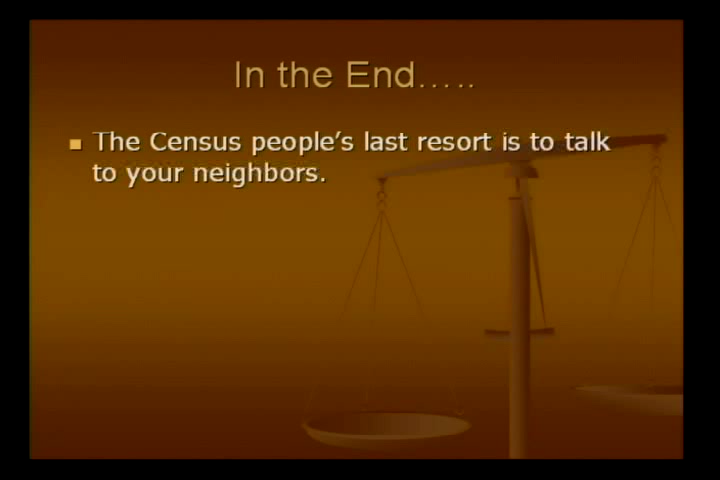 In the End…..
The Census people's last resort is to talk
to your neighbors.